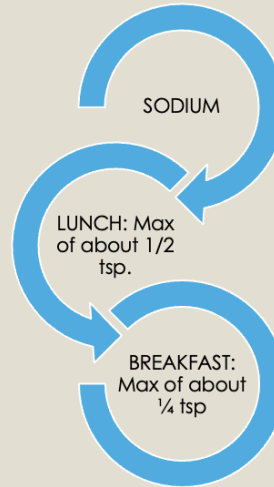 SODIUM
LUNCH: Max
of about 1/2
tsp.
BREAKFAST:
Max of about
¼ tsp